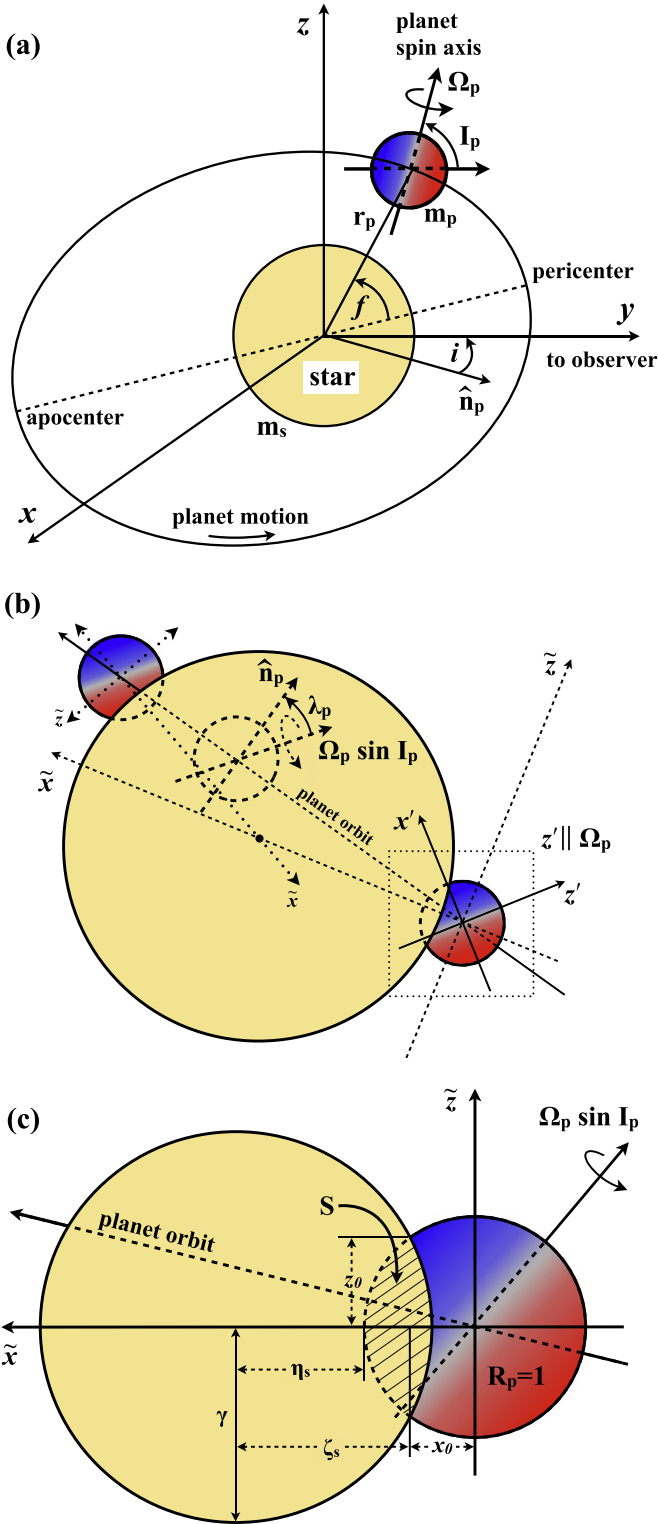 (a)
z
planet
spin axis
Ωp
Ip
rp
mp
pericenter
f
y
to observer
i
n̂p
star
apocenter
ms
x
planet motion
(b)
z̃
n̂p
λp
z̃
Ωp sin Ip
x̃
planet orbit
x′
z′ || Ωp
z′
x̃
(c)
z̃
Ωp sin Ip
S
planet orbit
z0
x̃
ηs
Rp=1
γ
ζs
x0